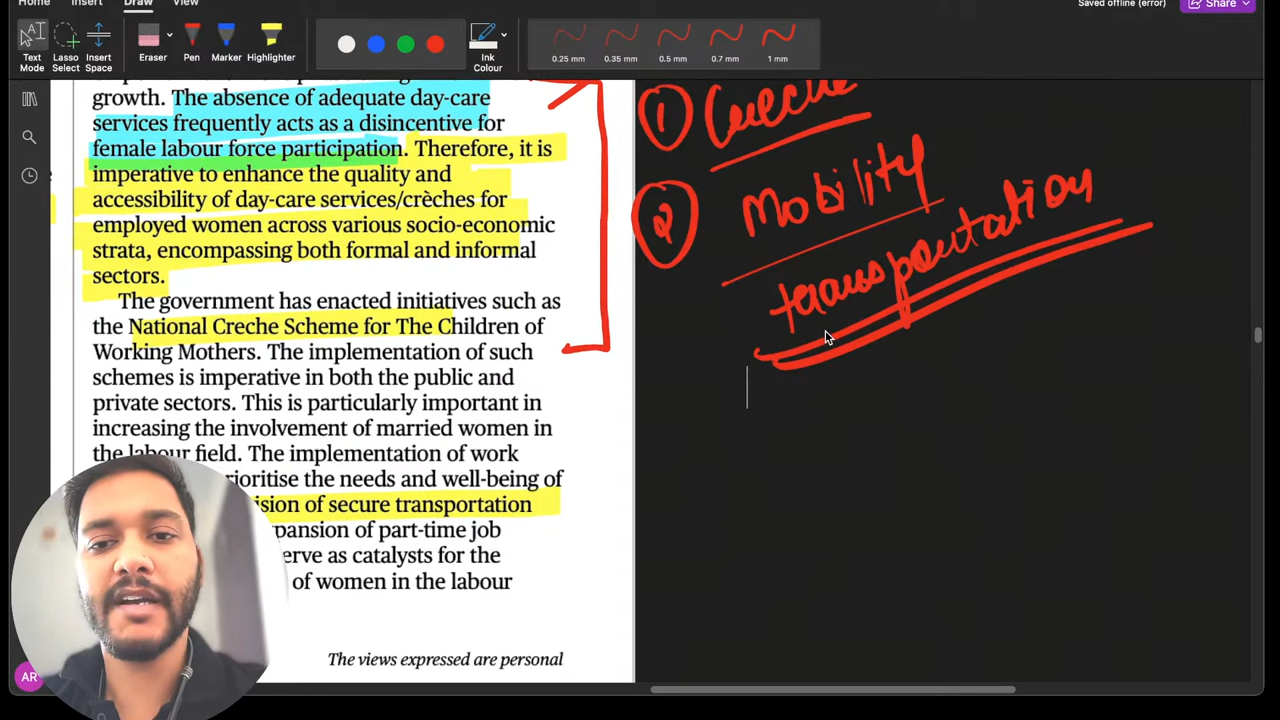 Home Insert Draw View
Saved offline (error)
Share
Text Mode
Lasso Select
Insert Space
Eraser
Pen
Marker
Highlighter
Ink Colour
0.25 mm
0.35 mm
0.5 mm
0.7 mm
1 mm
growth. The absence of adequate day-care
services frequently acts as a disincentive for
female labour force participation. Therefore, it is
imperative to enhance the quality and
accessibility of day-care services/crèches for
employed women across various socio-economic
strata, encompassing both formal and informal
sectors.
The government has enacted initiatives such as
the National Creche Scheme for The Children of
Working Mothers. The implementation of such
schemes is imperative in both the public and
private sectors. This is particularly important in
increasing the involvement of married women in
the labour field. The implementation of work
rioritise the needs and well-being of
ision of secure transportation
pansion of part-time job
erve as catalysts for the
of women in the labour
The views expressed are personal
① Creche
② Mobility
transportation
AR